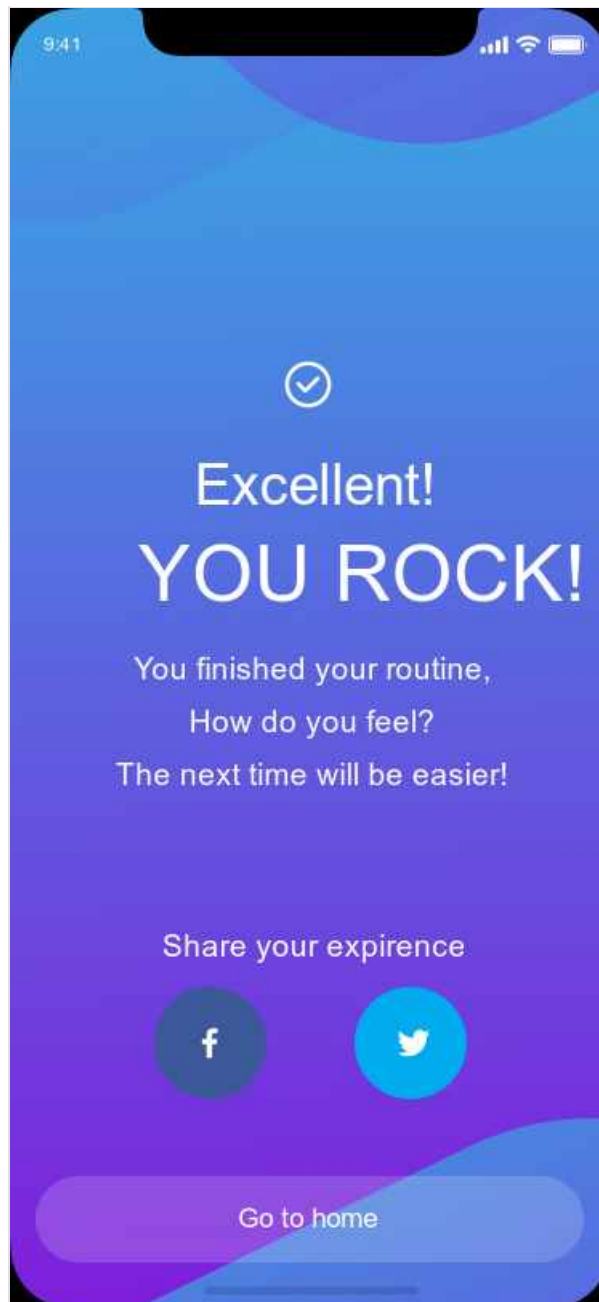 9:41
Excellent!
YOU ROCK!
You finished your routine,
How do you feel?
The next time will be easier!
Share your expirence
Go to home